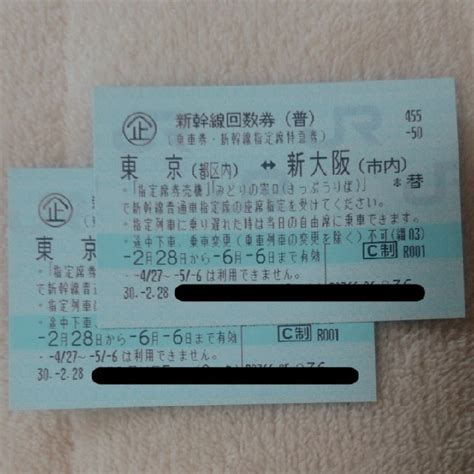 企 新幹線回数券(普) 455
(乗車券・新幹線指定席特急券) -50
東京(都区内)↔新大阪(市内)
・「指定席券売機」「みどりの窓口(きっぷうりば)」 *替
で新幹線普通車指定席の座席指定を受けてください。
・指定列車に乗り遅れた時は当日の自由席に乗車できます。
・途中下車、乗車変更(乗車列車の変更を除く)不可(福03)
-2月28日から-6月-6日まで有効 C制 R001
--4/27~-5/-6は利用できません。
30.-2.28
企 新
東京
・「指定席券
で新幹線普
・指定列車
・途中下車
-2月28日から-6月-6日まで有効 C制 R001
--4/27~-5/-6は利用できません。
30.-2.28